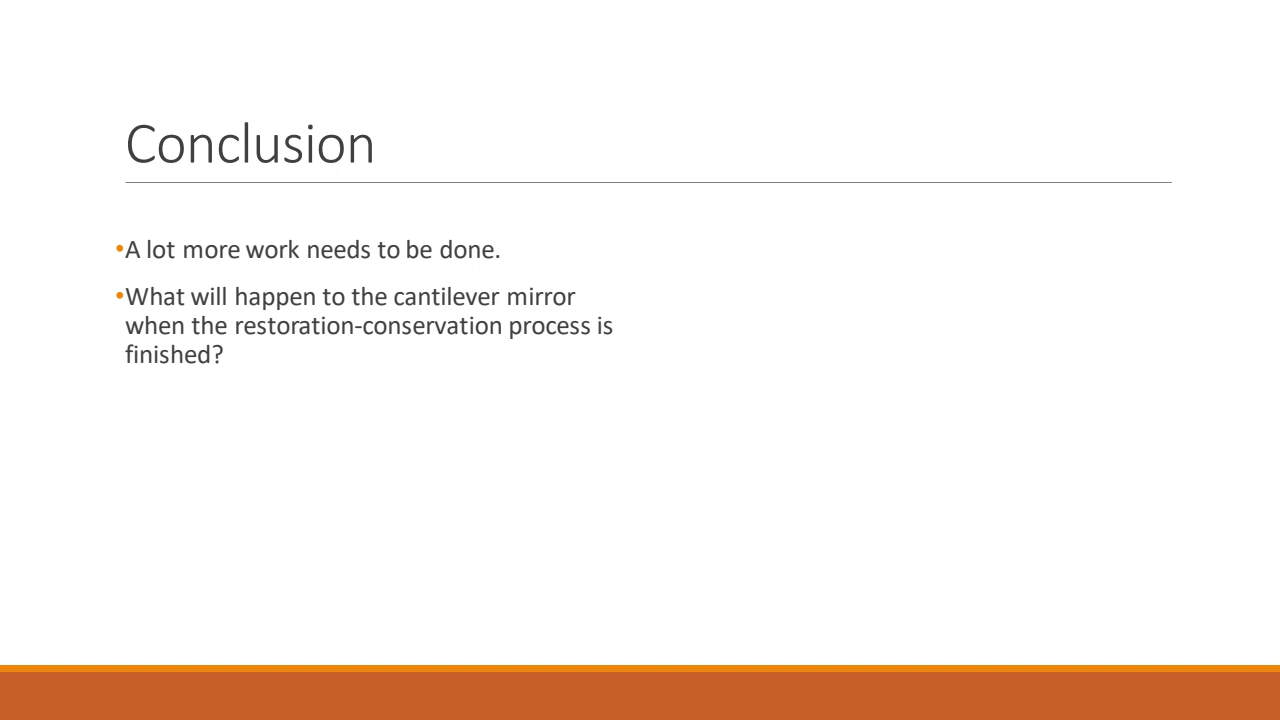 Conclusion
•A lot more work needs to be done.
•What will happen to the cantilever mirror
when the restoration-conservation process is
finished?